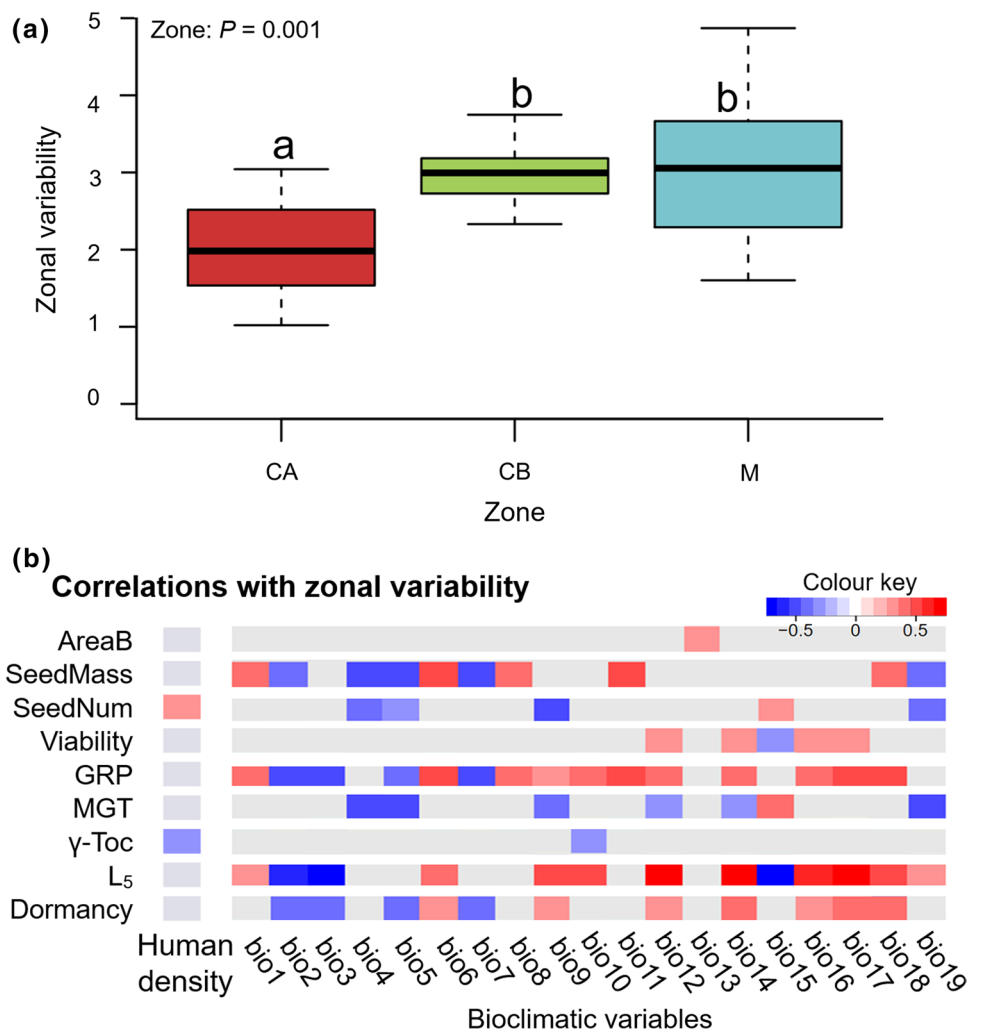 (a)
Zone: P = 0.001
5
4
3
2
1
0
Zonal variability
a
b
b
CA
CB
M
Zone
(b)
Correlations with zonal variability
Colour key
−0.5
0
0.5
AreaB
SeedMass
SeedNum
Viability
GRP
MGT
γ-Toc
L5
Dormancy
Human
density
bio1
bio2
bio3
bio4
bio5
bio6
bio7
bio8
bio9
bio10
bio11
bio12
bio13
bio14
bio15
bio16
bio17
bio18
bio19
Bioclimatic variables